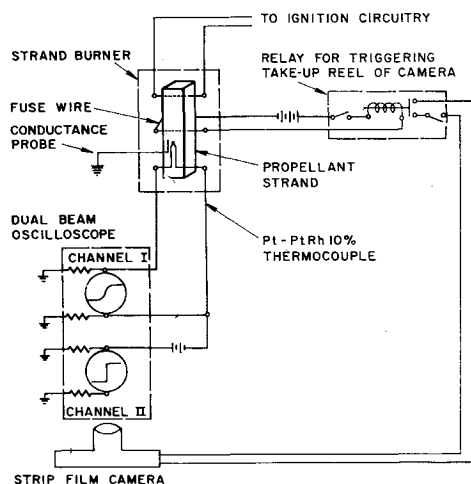 TO IGNITION CIRCUITRY
STRAND BURNER
RELAY FOR TRIGGERING
TAKE-UP REEL OF CAMERA
FUSE WIRE
CONDUCTANCE
PROBE
PROPELLANT
STRAND
DUAL BEAM
OSCILLOSCOPE
Pt-PtRh 10%
THERMOCOUPLE
CHANNEL I
CHANNEL II
STRIP FILM CAMERA